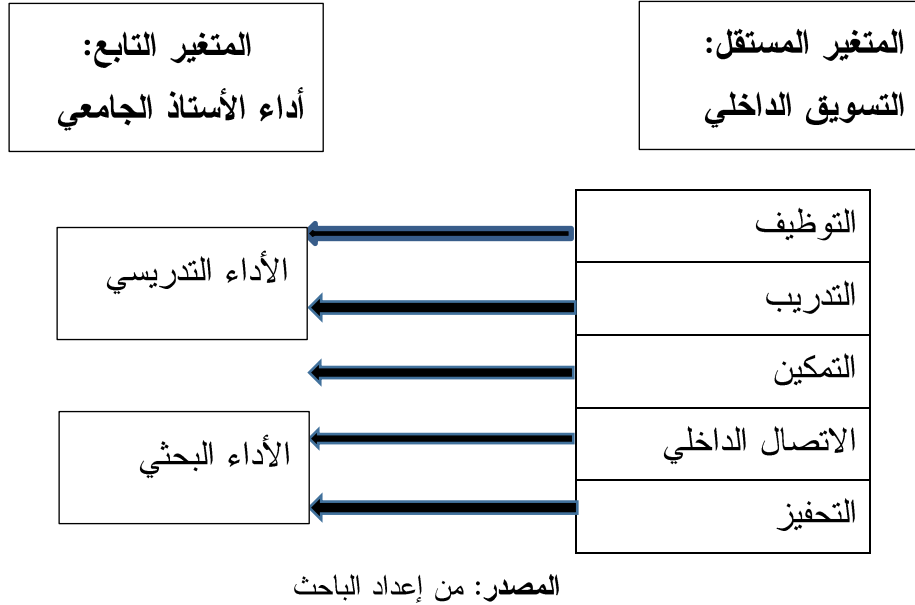 المتغير المستقل:
التسويق الداخلي
المتغير التابع:
أداء الأستاذ الجامعي
التوظيف
التدريب
التمكين
الاتصال الداخلي
التحفيز
الأداء التدريسي
الأداء البحثي
المصدر: من إعداد الباحث